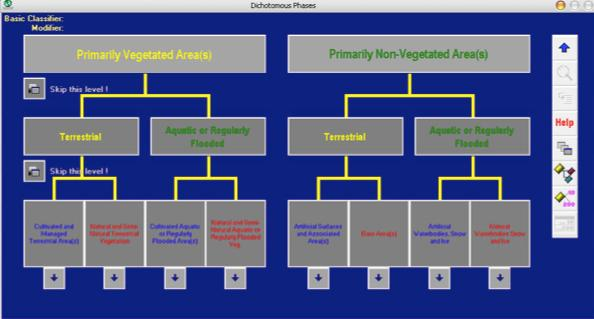 Dichotomous Phases
Basic Classifier:
Modifier:
Primarily Vegetated Area(s)
Primarily Non-Vegetated Area(s)
Skip this level !
Help
Terrestrial
Aquatic or Regularly
Flooded
Terrestrial
Aquatic or Regularly
Flooded
Skip this level !
Cultivated and
Managed
Terrestrial Area(s)
Natural and Semi-
Natural Terrestrial
Vegetation
Cultivated Aquatic
or Regularly
Flooded Area(s)
Natural and Semi-
Natural Aquatic or
Regularly Flooded
Veg.
Artificial Surfaces
and Associated
Area(s)
Bare Area(s)
Artificial
Waterbodies, Snow
and Ice
Natural
Waterbodies Snow
and Ice